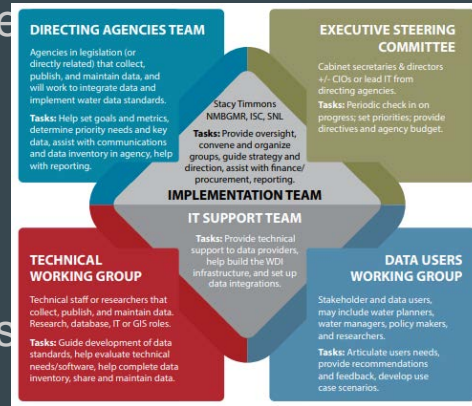 e
DIRECTING AGENCIES TEAM
Agencies in legislation (or
directly related) that collect,
publish, and maintain data, and
will work to integrate data and
implement water data standards.
Tasks: Help set goals and metrics,
determine priority needs and key
data, assist with communications
and data inventory in agency, help
with reporting.
EXECUTIVE STEERING
COMMITTEE
Cabinet secretaries & directors
+/- CIOs or lead IT from
directing agencies.
Tasks: Periodic check in on
progress; set priorities; provide
directives and agency budget.
Stacy Timmons
NMBGMR, ISC, SNL
Tasks: Provide oversight,
convene and organize
groups, guide strategy and
direction, assist with finance/
procurement, reporting.
IMPLEMENTATION TEAM
IT SUPPORT TEAM
Tasks: Provide technical
support to data providers,
help build the WDI
infrastructure, and set up
data integrations.
s
TECHNICAL
WORKING GROUP
Technical staff or researchers that
collect, publish, and maintain data.
Research, database, IT or GIS roles.
Tasks: Guide development of data
standards, help evaluate technical
needs/software, help complete data
inventory, share and maintain data.
DATA USERS
WORKING GROUP
Stakeholder and data users,
may include water planners,
water managers, policy makers,
and researchers.
Tasks: Articulate users needs,
provide recommendations
and feedback, develop use
case scenarios.